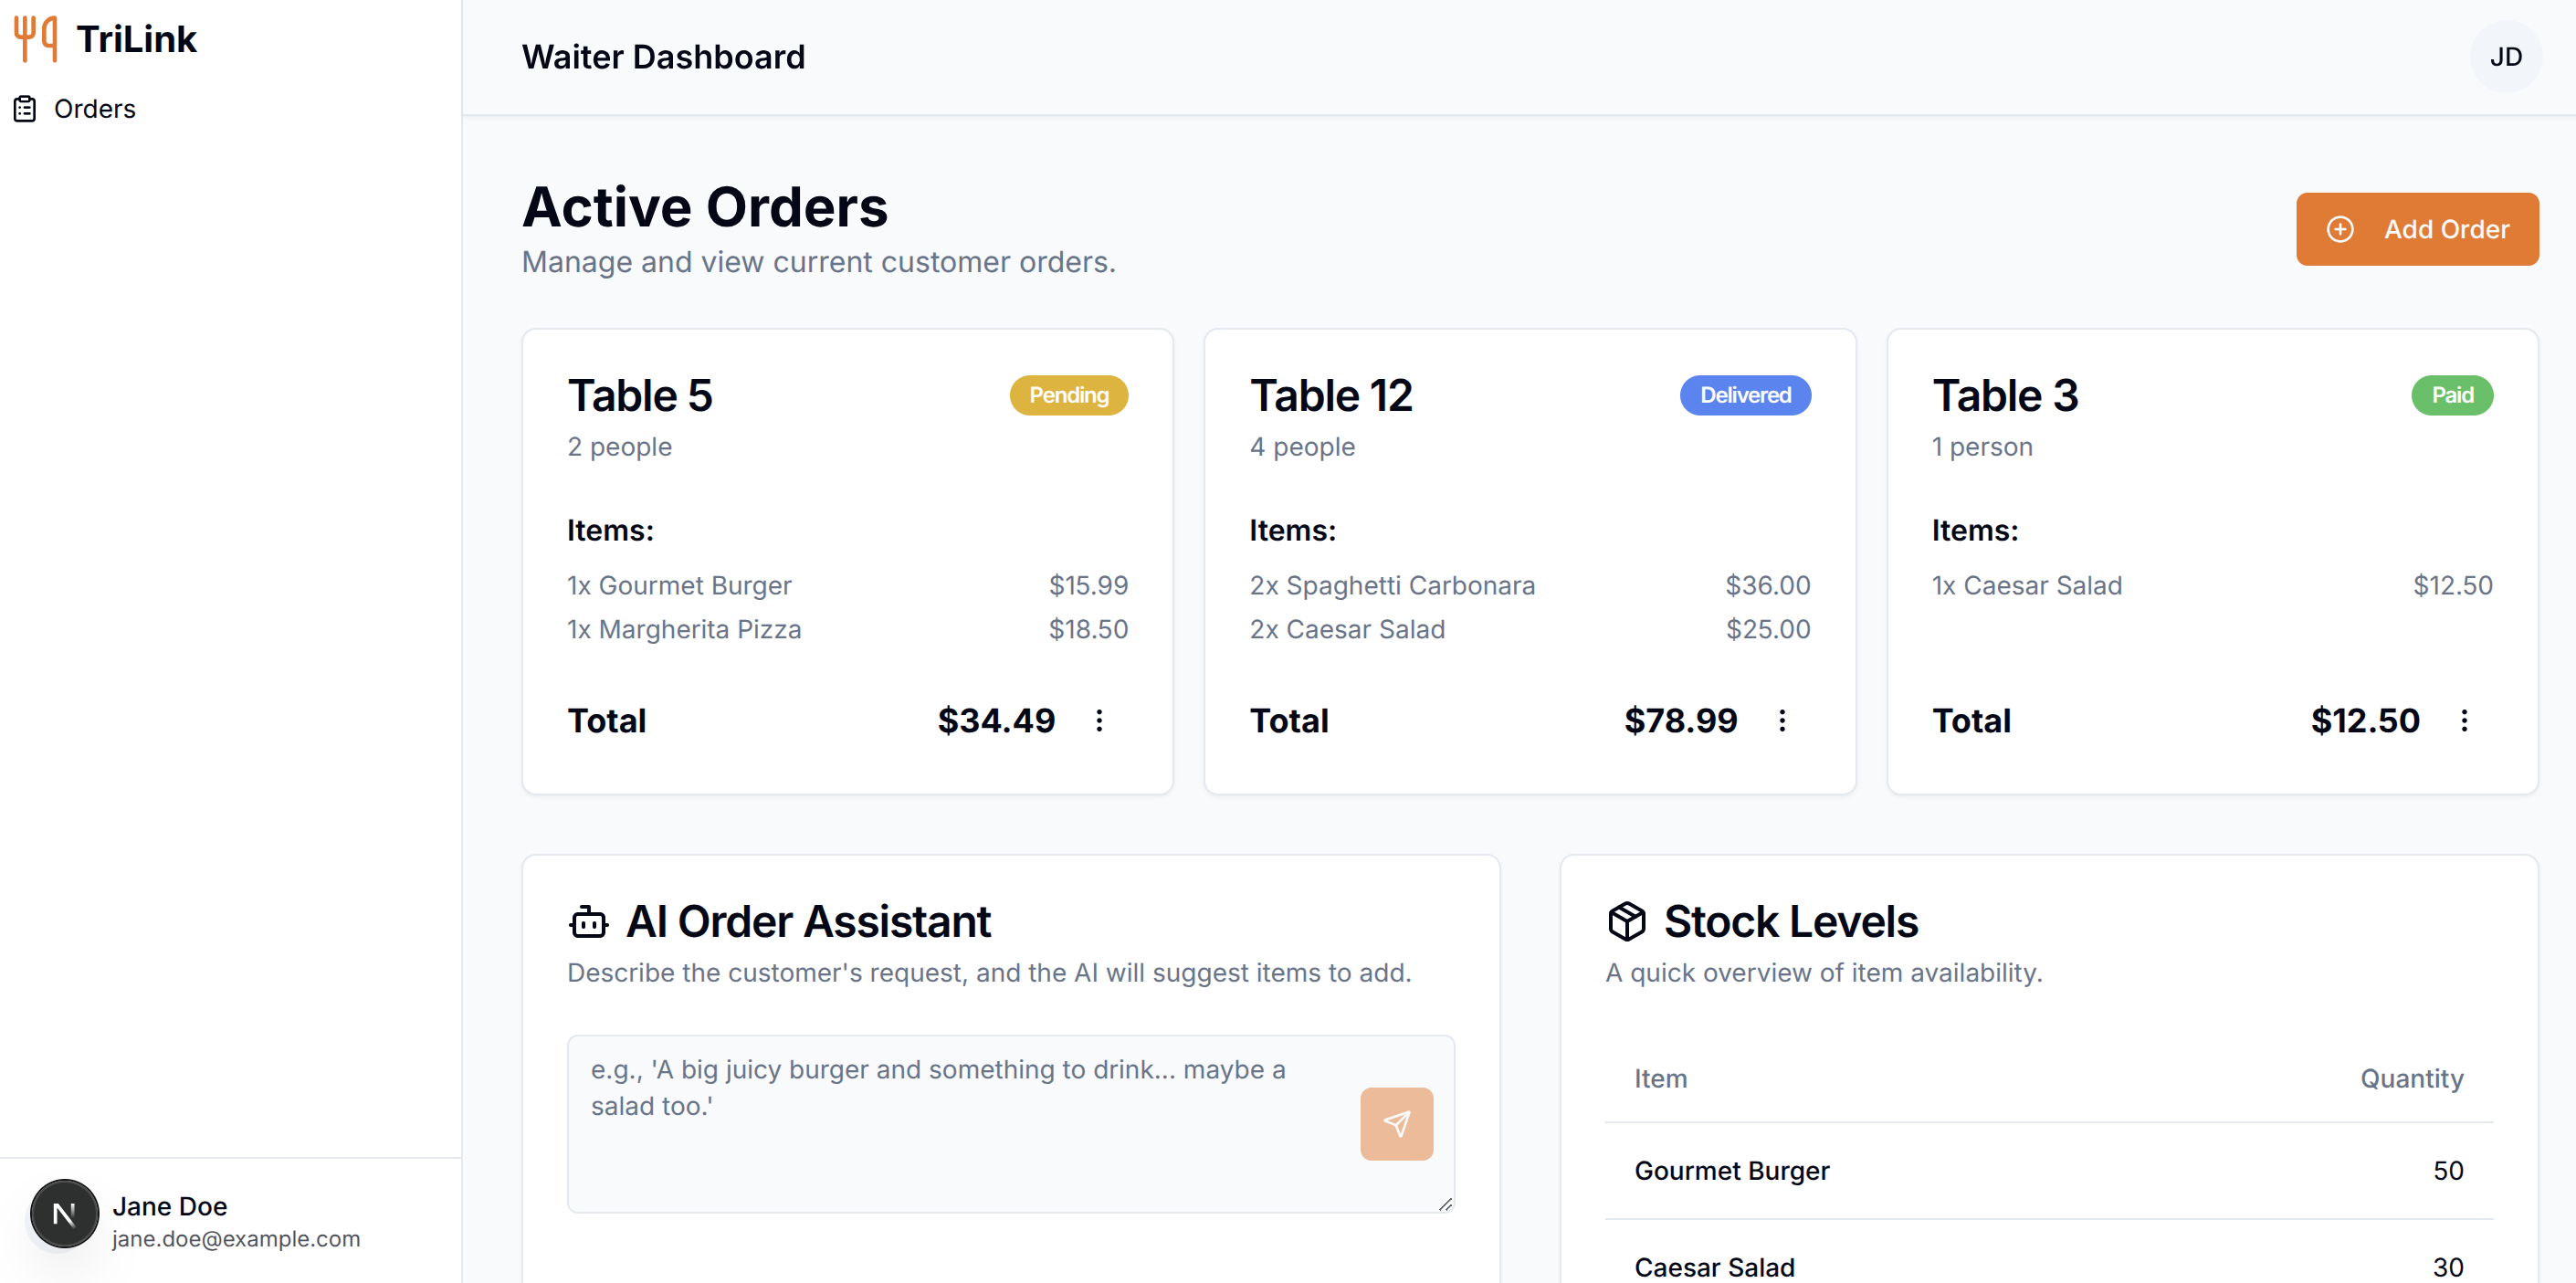 TriLink
Orders
Waiter Dashboard
JD
Active Orders
Manage and view current customer orders.
Add Order
Table 5
Pending
2 people
Items:
1x Gourmet Burger $15.99
1x Margherita Pizza $18.50
Total $34.49
Table 12
Delivered
4 people
Items:
2x Spaghetti Carbonara $36.00
2x Caesar Salad $25.00
Total $78.99
Table 3
Paid
1 person
Items:
1x Caesar Salad $12.50
Total $12.50
AI Order Assistant
Describe the customer's request, and the AI will suggest items to add.
e.g., 'A big juicy burger and something to drink... maybe a
salad too.'
Stock Levels
A quick overview of item availability.
Item Quantity
Gourmet Burger 50
Caesar Salad 30
N
Jane Doe
jane.doe@example.com